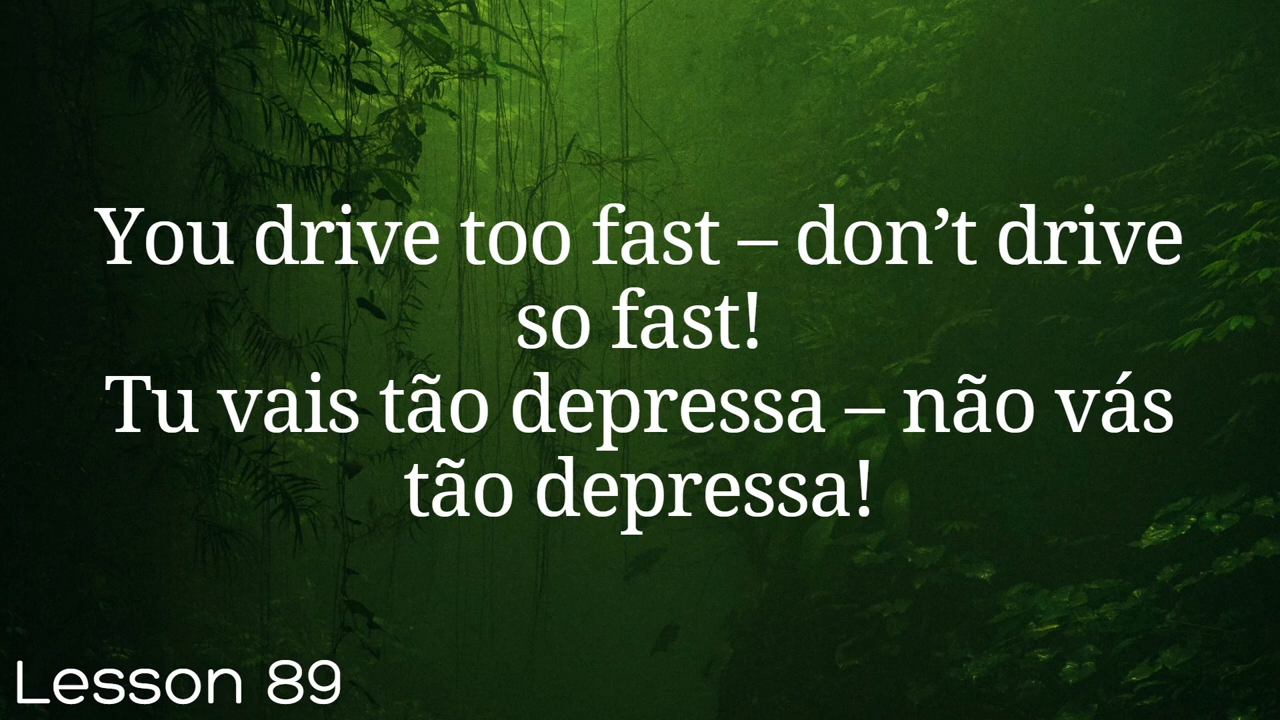 You drive too fast – don’t drive
so fast!
Tu vais tão depressa – não vás
tão depressa!
Lesson 89